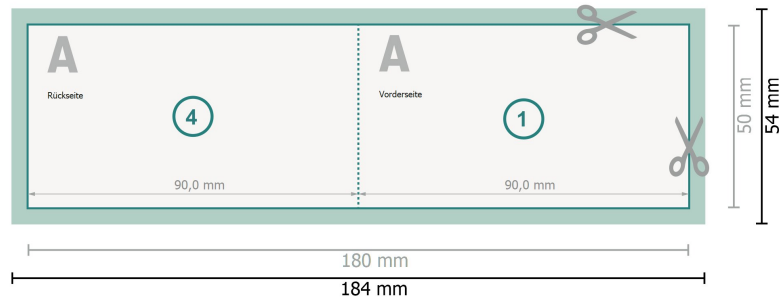 A
A
Rückseite
Vorderseite
4
1
90,0 mm
90,0 mm
50 mm
54 mm
180 mm
184 mm